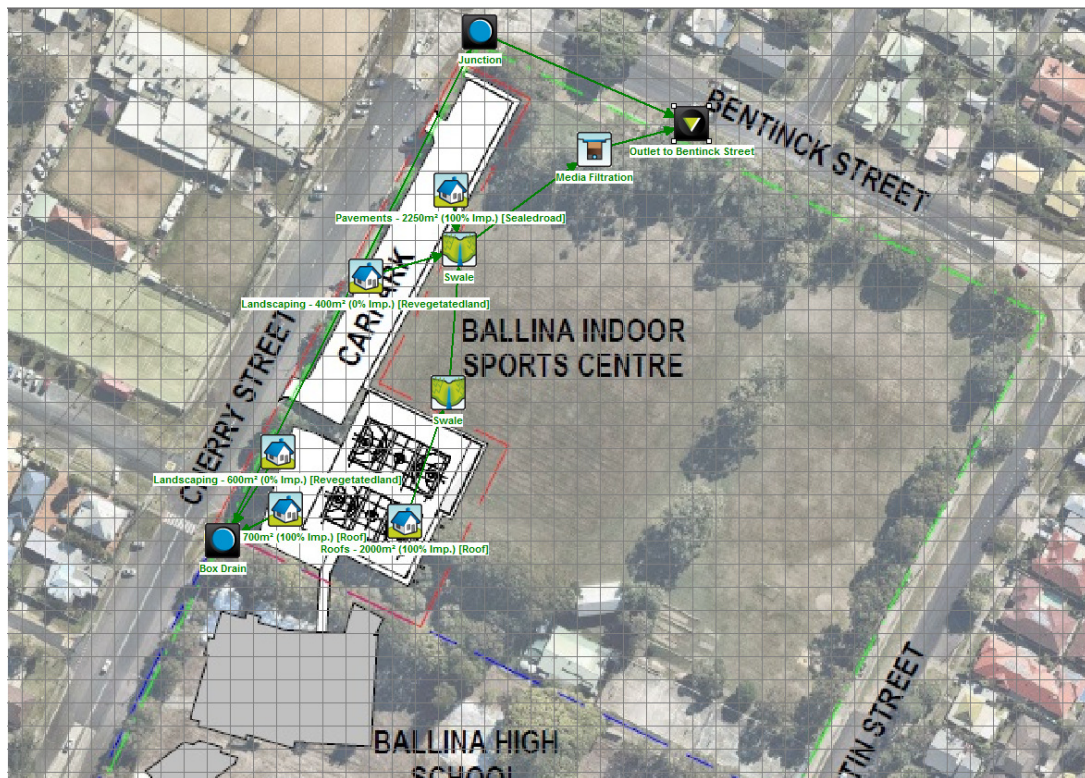 Junction
BENTINCK STREET
Outlet to Bentinck Street
Media Filtration
Pavements - 2250m² (100% Imp.) [Sealedroad]
Swale
Landscaping - 400m² (0% Imp.) [Revegetatedland]
CARPARK
BALLINA INDOOR
SPORTS CENTRE
CHERRY STREET
Swale
Landscaping - 600m² (0% Imp.) [Revegetatedland]
700m² (100% Imp.) [Roof]
Roofs - 2000m² (100% Imp.) [Roof]
Box Drain
BALLINA HIGH
SCHOOL
TIN STREET